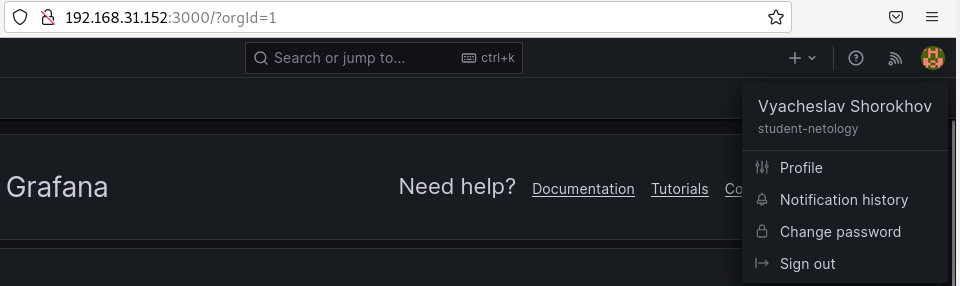 192.168.31.152:3000/?orgId=1
Search or jump to... ctrl+k
Vyacheslav Shorokhov
student-netology
Grafana
Need help? Documentation Tutorials Co
Profile
Notification history
Change password
Sign out